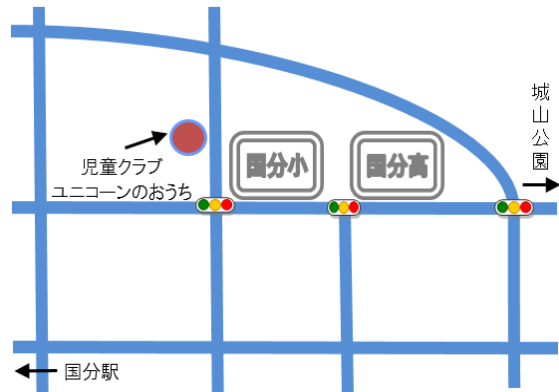 城山公園
国分小
国分高
児童クラブ
ユニコーンのおうち
国分駅